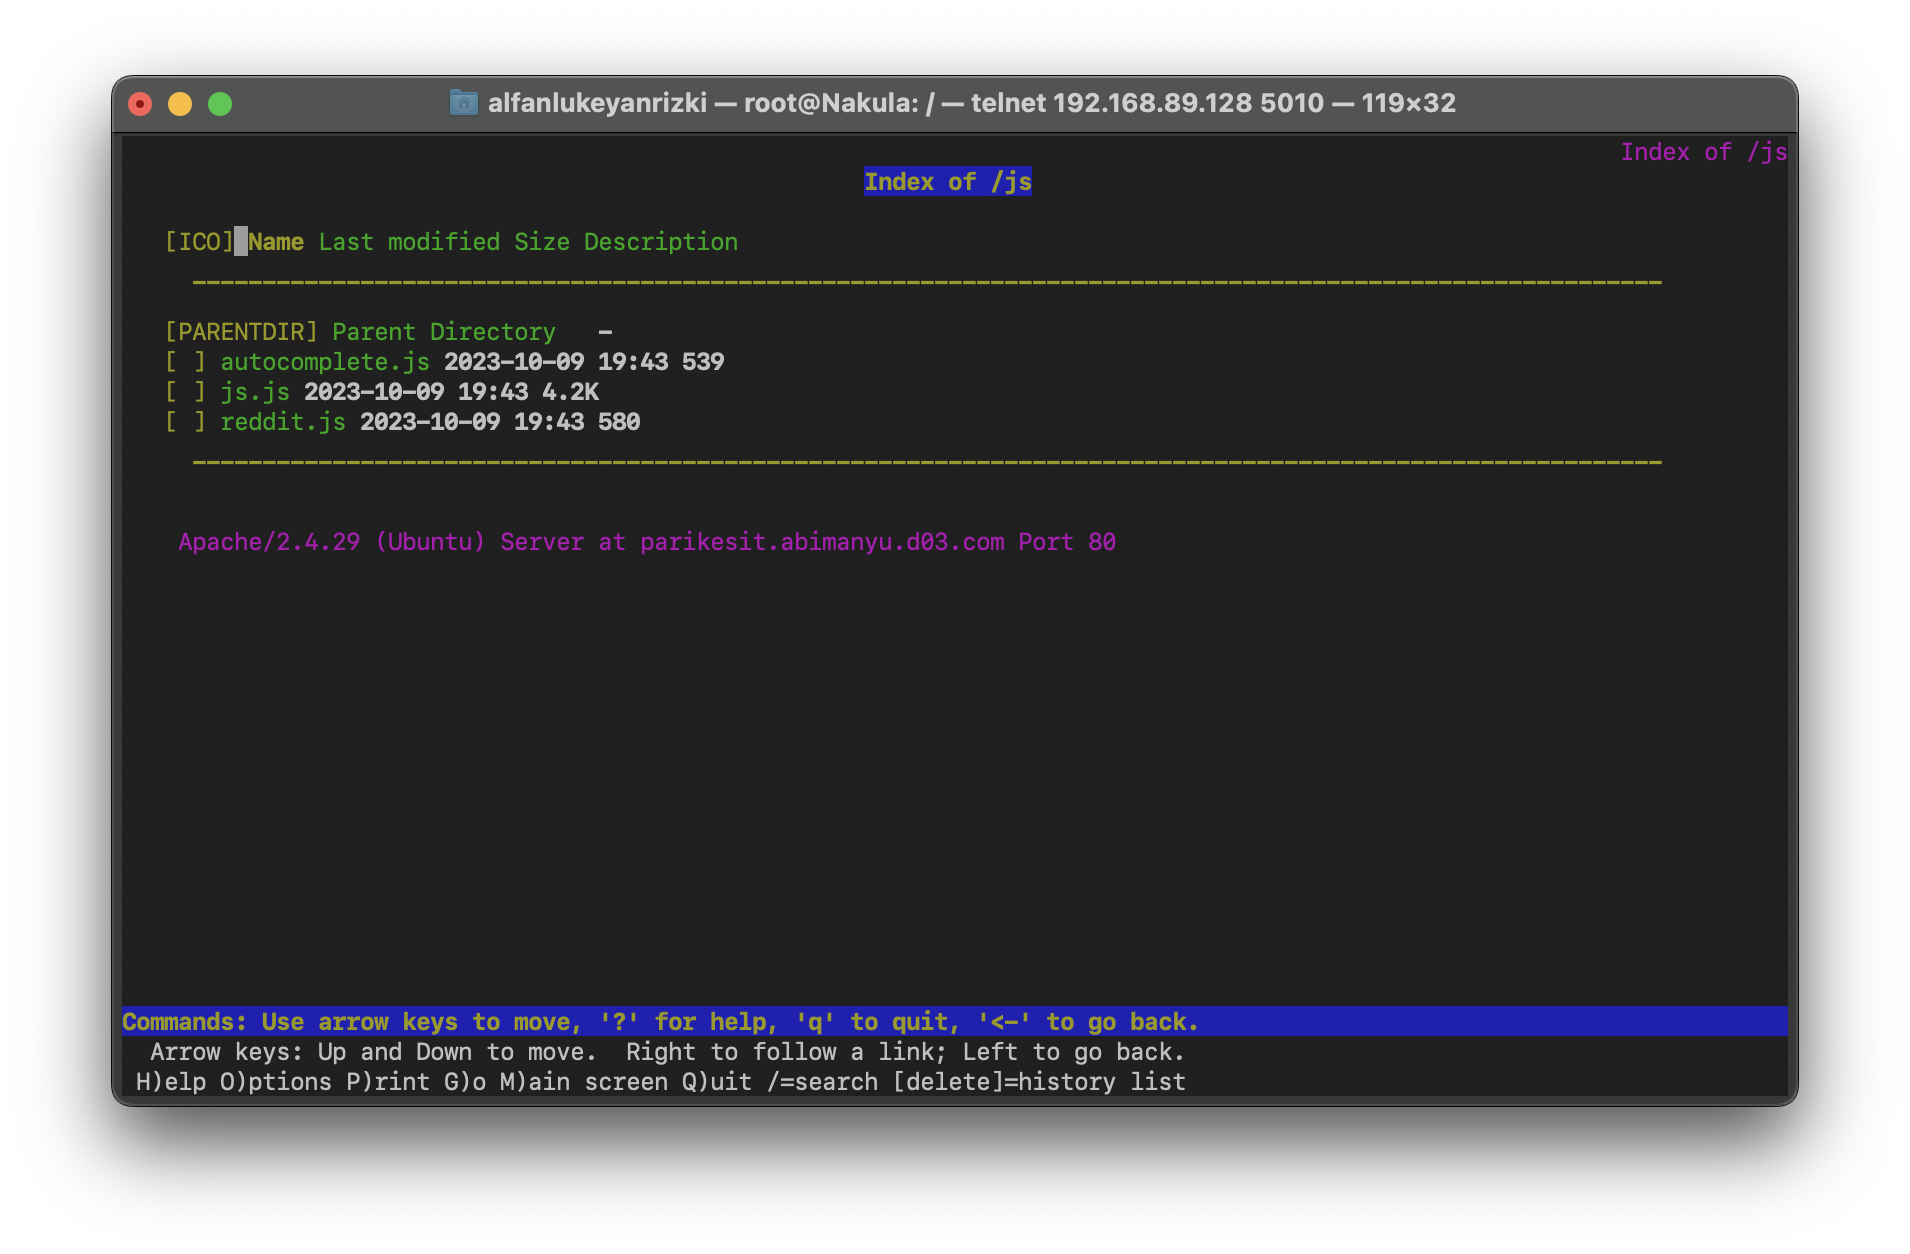 alfanlukeyanrizki — root@Nakula: / — telnet 192.168.89.128 5010 — 119×32
Index of /js
Index of /js
[ICO] Name Last modified Size Description
[PARENTDIR] Parent Directory   -
[ ] autocomplete.js 2023-10-09 19:43 539
[ ] js.js 2023-10-09 19:43 4.2K
[ ] reddit.js 2023-10-09 19:43 580
Apache/2.4.29 (Ubuntu) Server at parikesit.abimanyu.d03.com Port 80
Commands: Use arrow keys to move, '?' for help, 'q' to quit, '<-' to go back.
Arrow keys: Up and Down to move.  Right to follow a link; Left to go back.
H)elp O)ptions P)rint G)o M)ain screen Q)uit /=search [delete]=history list